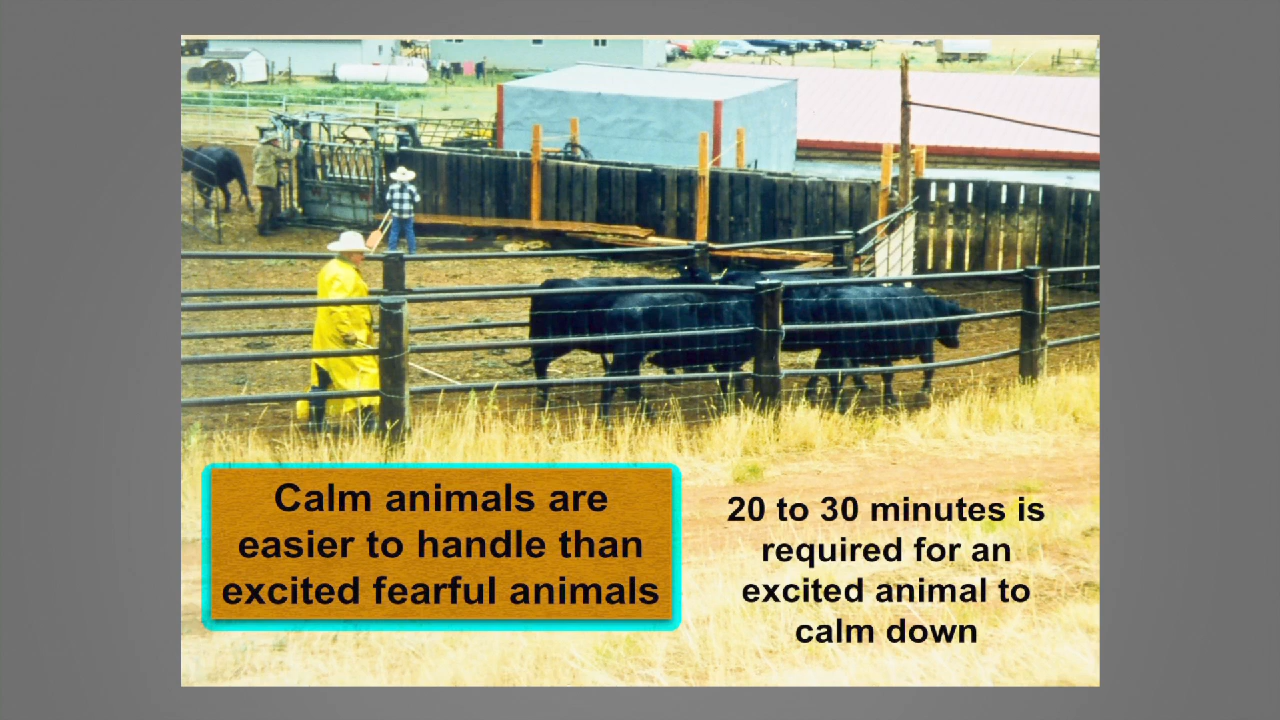 Calm animals are
easier to handle than
excited fearful animals
20 to 30 minutes is
required for an
excited animal to
calm down